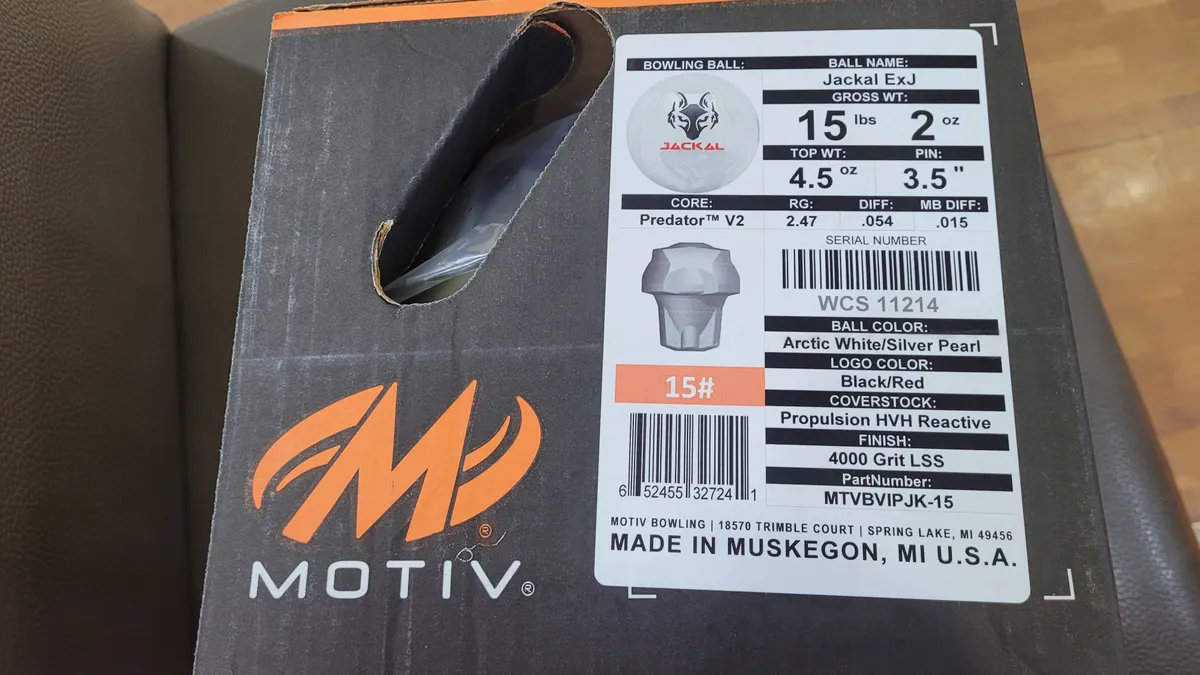 BOWLING BALL:
JACKAL
BALL NAME:
Jackal ExJ
GROSS WT:
15 lbs 2 oz
TOP WT: PIN:
4.5 oz 3.5"
CORE: RG: DIFF: MB DIFF:
Predator™ V2 2.47 .054 .015
SERIAL NUMBER
WCS 11214
BALL COLOR:
Arctic White/Silver Pearl
LOGO COLOR:
Black/Red
COVERSTOCK:
Propulsion HVH Reactive
FINISH:
4000 Grit LSS
PartNumber:
MTVBVIPJK-15
15#
6 52455 32724 1
MOTIV BOWLING | 18570 TRIMBLE COURT | SPRING LAKE, MI 49456
MADE IN MUSKEGON, MI U.S.A.
M®
MOTIV®